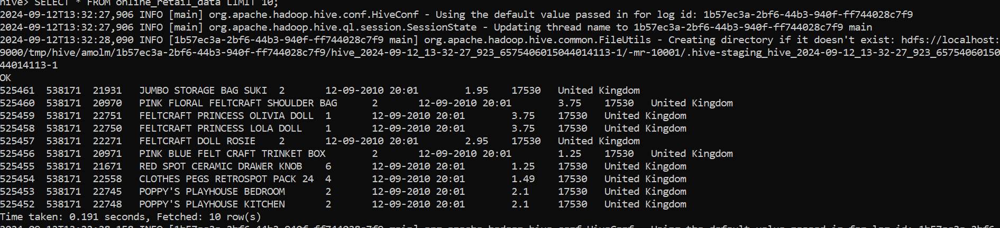 hive> SELECT * FROM online_retail_data LIMIT 10;
2024-09-12T13:32:27,906 INFO [main] org.apache.hadoop.hive.conf.HiveConf - Using the default value passed in for log id: 1b57ec3a-2bf6-44b3-940f-ff744028c7f9
2024-09-12T13:32:27,906 INFO [main] org.apache.hadoop.hive.ql.session.SessionState - Updating thread name to 1b57ec3a-2bf6-44b3-940f-ff744028c7f9 main
2024-09-12T13:32:28,090 INFO [1b57ec3a-2bf6-44b3-940f-ff744028c7f9 main] org.apache.hadoop.hive.common.FileUtils - Creating directory if it doesn't exist: hdfs://localhost:
9000/tmp/hive/amolm/1b57ec3a-2bf6-44b3-940f-ff744028c7f9/hive_2024-09-12_13-32-27_923_6575406015044014113-1/-mr-10001/.hive-staging_hive_2024-09-12_13-32-27_923_65754060150
44014113-1
OK
525461 538171 21931 JUMBO STORAGE BAG SUKI 2 12-09-2010 20:01 1.95 17530 United Kingdom
525460 538171 20970 PINK FLORAL FELTCRAFT SHOULDER BAG 2 12-09-2010 20:01 3.75 17530 United Kingdom
525459 538171 22751 FELTCRAFT PRINCESS OLIVIA DOLL 1 12-09-2010 20:01 3.75 17530 United Kingdom
525458 538171 22750 FELTCRAFT PRINCESS LOLA DOLL 1 12-09-2010 20:01 3.75 17530 United Kingdom
525457 538171 22271 FELTCRAFT DOLL ROSIE 2 12-09-2010 20:01 2.95 17530 United Kingdom
525456 538171 20971 PINK BLUE FELT CRAFT TRINKET BOX 2 12-09-2010 20:01 1.25 17530 United Kingdom
525455 538171 21671 RED SPOT CERAMIC DRAWER KNOB 6 12-09-2010 20:01 1.25 17530 United Kingdom
525454 538171 22558 CLOTHES PEGS RETROSPOT PACK 24 4 12-09-2010 20:01 1.49 17530 United Kingdom
525453 538171 22745 POPPY'S PLAYHOUSE BEDROOM 2 12-09-2010 20:01 2.1 17530 United Kingdom
525452 538171 22748 POPPY'S PLAYHOUSE KITCHEN 2 12-09-2010 20:01 2.1 17530 United Kingdom
Time taken: 0.191 seconds, Fetched: 10 row(s)